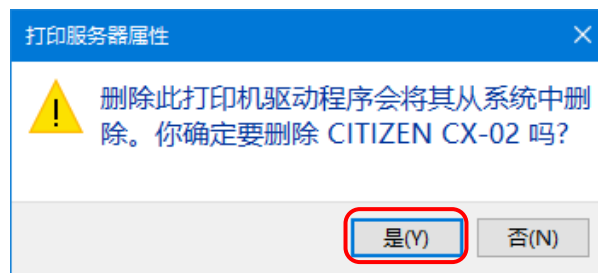 打印服务器属性
删除此打印机驱动程序会将其从系统中删
除。你确定要删除 CITIZEN CX-02 吗?
是(Y)
否(N)